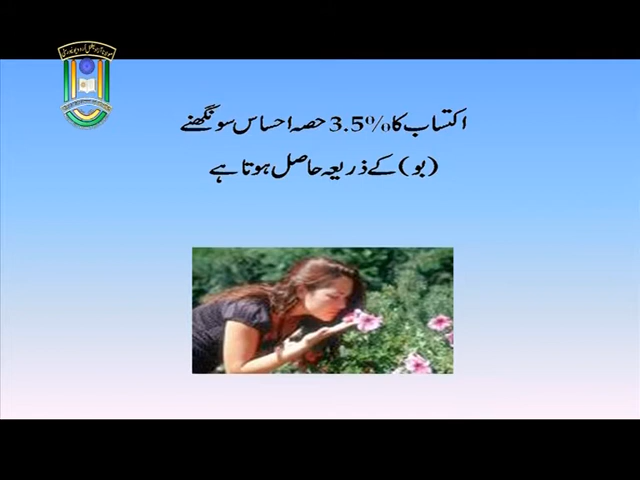 اکتساب کا 3.5% حصہ احساس سونگھنے
(بو) کے ذریعہ حاصل ہوتا ہے